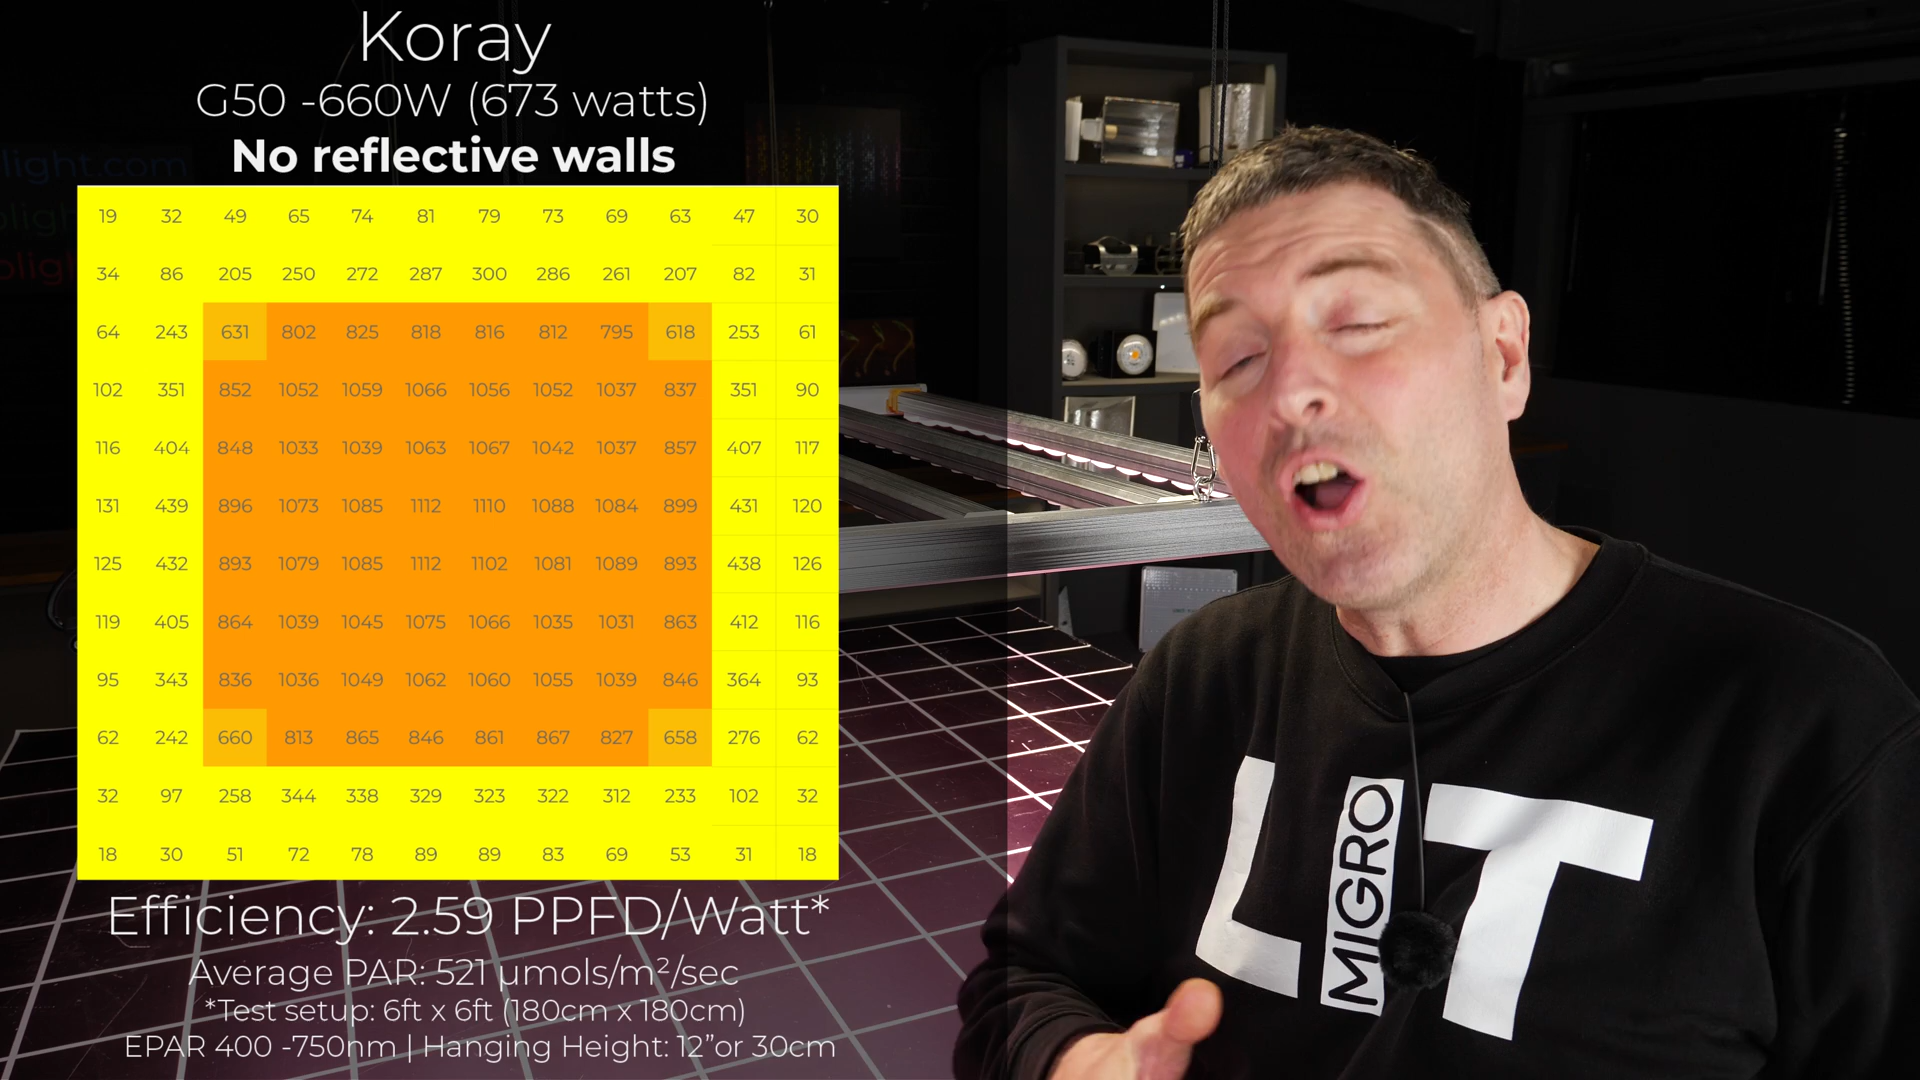 Koray
G50 -660W (673 watts)
No reflective walls
19 32 49 65 74 81 79 73 69 63 47 30
34 86 205 250 272 287 300 286 261 207 82 31
64 243 631 802 825 818 816 812 795 618 253 61
102 351 852 1052 1059 1066 1056 1052 1037 837 351 90
116 404 848 1033 1039 1063 1067 1042 1037 857 407 117
131 439 896 1073 1085 1112 1110 1088 1084 899 431 120
125 432 893 1079 1085 1112 1102 1081 1089 893 438 126
119 405 864 1039 1045 1075 1066 1035 1031 863 412 116
95 343 836 1036 1049 1062 1060 1055 1039 846 364 93
62 242 660 813 865 846 861 867 827 658 276 62
32 97 258 344 338 329 323 322 312 233 102 32
18 30 51 72 78 89 89 83 69 53 31 18
Efficiency: 2.59 PPFD/Watt*
Average PAR: 521 µmols/m²/sec
*Test setup: 6ft x 6ft (180cm x 180cm)
EPAR 400 -750nm | Hanging Height: 12”or 30cm
light.com
L MIGRO T